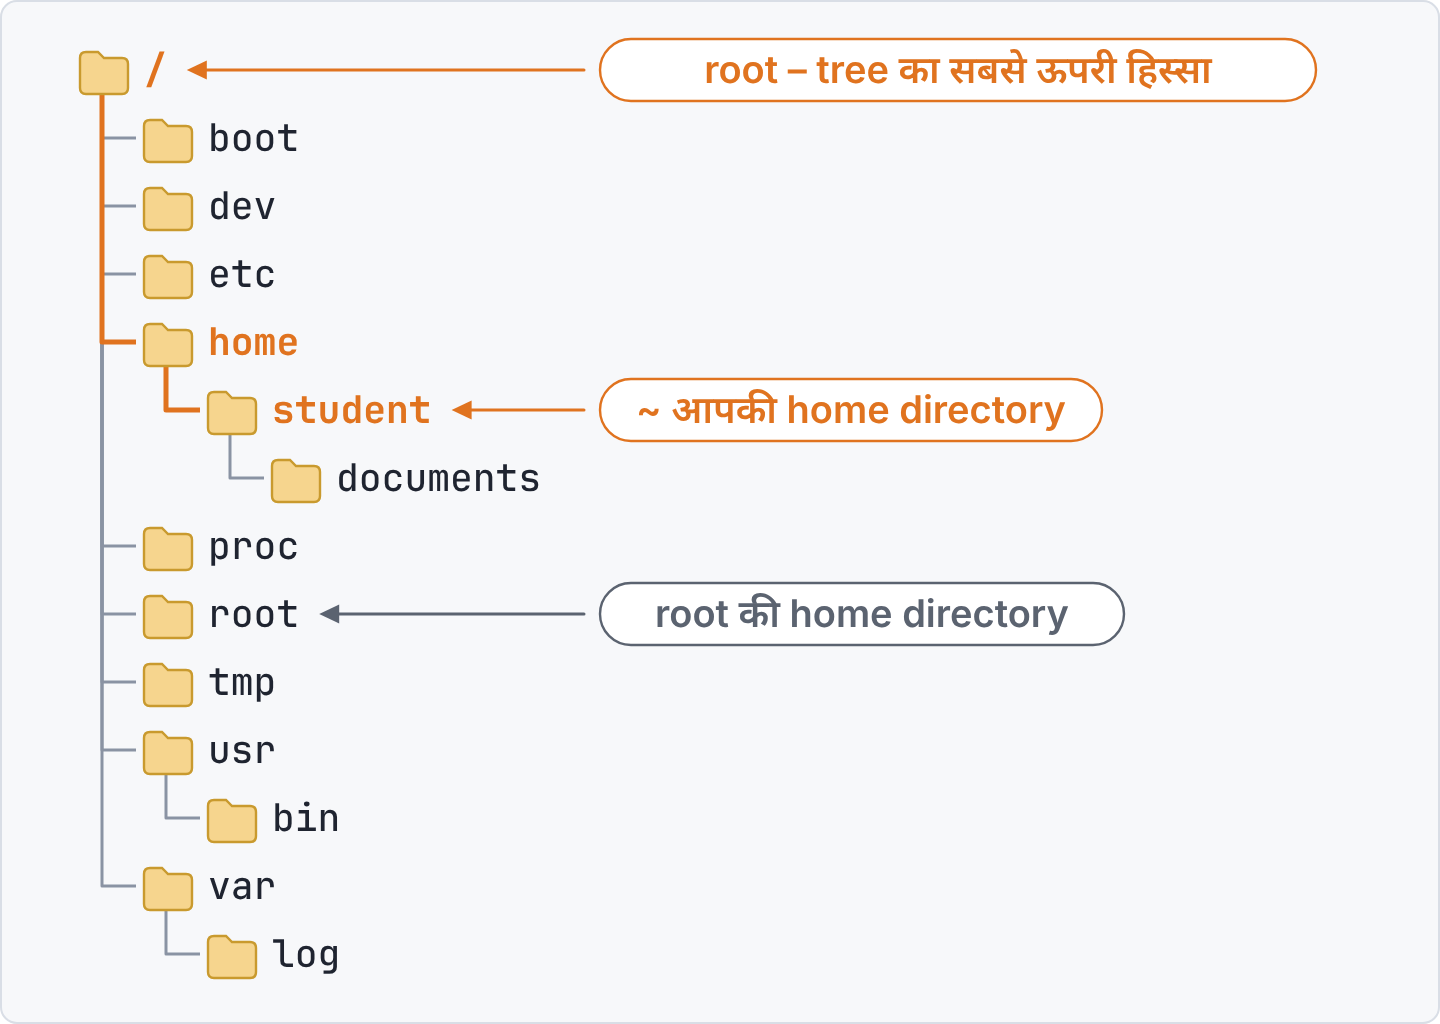 / root – tree का सबसे ऊपरी हिस्सा
boot
dev
etc
home
student ~ आपकी home directory
documents
proc
root root की home directory
tmp
usr
bin
var
log